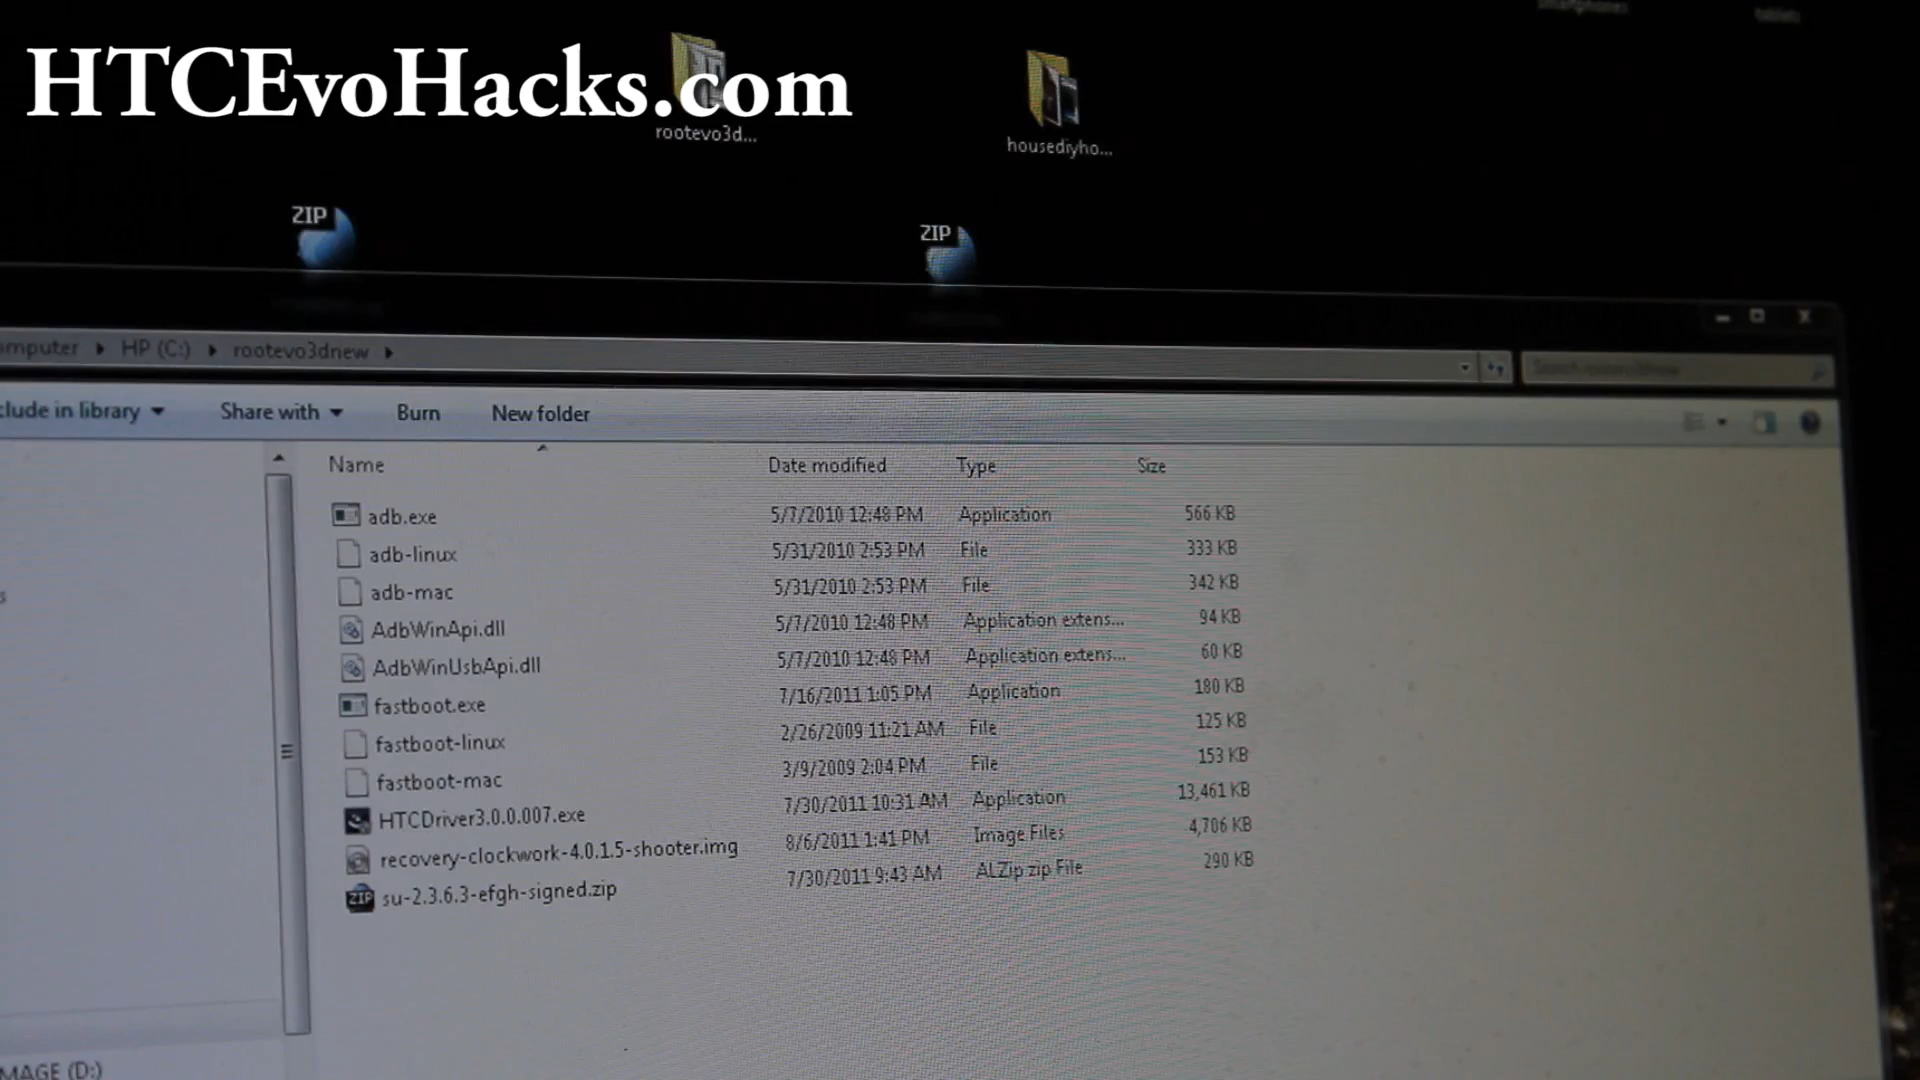 smartphones
tablets
HTCEvoHacks.com
rootevo3d...
housediyho...
ZIP
ZIP
omputer ▸ HP (C:) ▸ rootevo3dnew ▸
clude in library Share with Burn New folder
Name Date modified Type Size
adb.exe 5/7/2010 12:48 PM Application 566 KB
adb-linux 5/31/2010 2:53 PM File 333 KB
adb-mac 5/31/2010 2:53 PM File 342 KB
AdbWinApi.dll 5/7/2010 12:48 PM Application extens... 94 KB
AdbWinUsbApi.dll 5/7/2010 12:48 PM Application extens... 60 KB
fastboot.exe 7/16/2011 1:05 PM Application 180 KB
fastboot-linux 2/26/2009 11:21 AM File 125 KB
fastboot-mac 3/9/2009 2:04 PM File 153 KB
HTCDriver3.0.0.007.exe 7/30/2011 10:31 AM Application 13,461 KB
recovery-clockwork-4.0.1.5-shooter.img 8/6/2011 1:41 PM Image Files 4,706 KB
ZIP su-2.3.6.3-efgh-signed.zip 7/30/2011 9:43 AM ALZip zip File 290 KB
s
MAGE (D:)